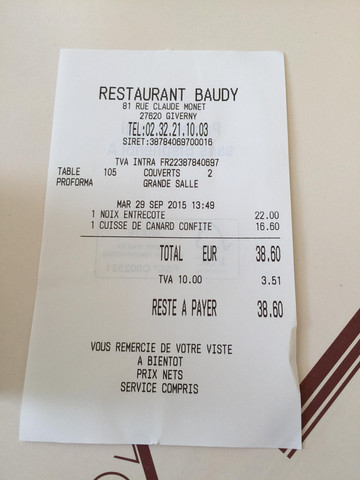 RESTAURANT BAUDY
81 RUE CLAUDE MONET
27620 GIVERNY
TEL:02.32.21.10.03
SIRET:38784069700016
TVA INTRA FR22387840697
TABLE 105 COUVERTS 2
PROFORMA GRANDE SALLE
MAR 29 SEP 2015 13:49
1 NOIX ENTRECOTE 22.00
1 CUISSE DE CANARD CONFITE 16.60
TOTAL EUR 38.60
TVA 10.00 3.51
RESTE A PAYER 38.60
VOUS REMERCIE DE VOTRE VISTE
A BIENTOT
PRIX NETS
SERVICE COMPRIS